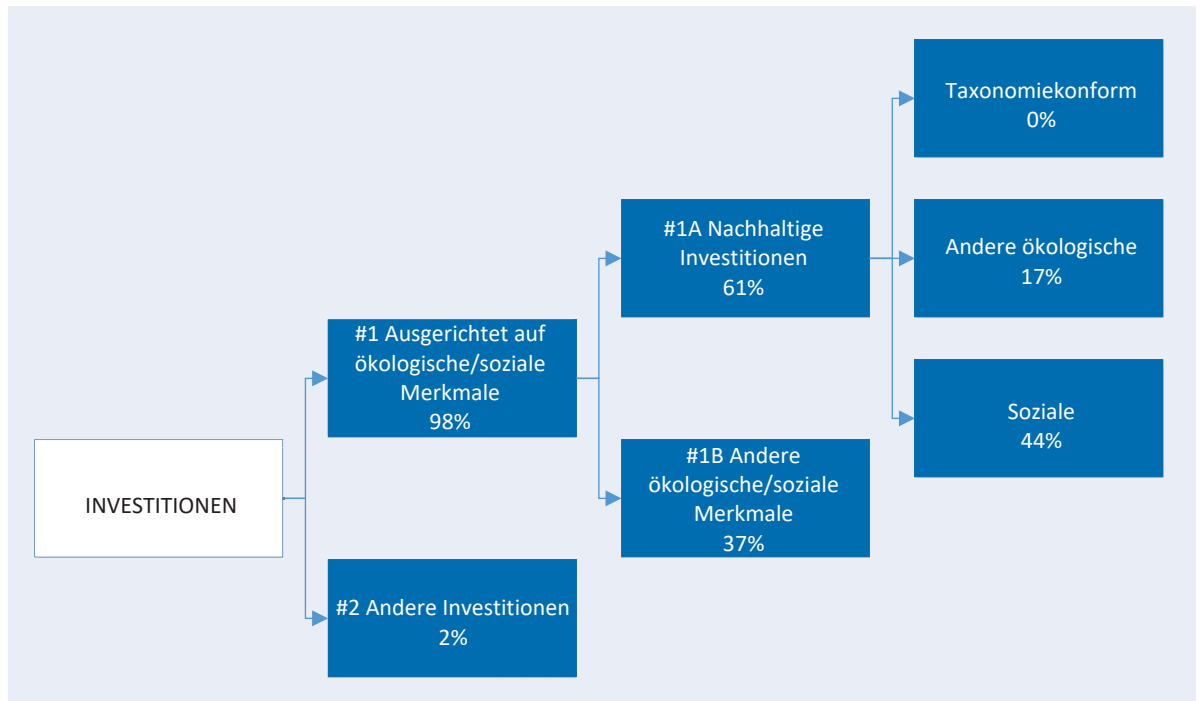 INVESTITIONEN
#1 Ausgerichtet auf
ökologische/soziale
Merkmale
98%
#2 Andere Investitionen
2%
#1A Nachhaltige
Investitionen
61%
#1B Andere
ökologische/soziale
Merkmale
37%
Taxonomiekonform
0%
Andere ökologische
17%
Soziale
44%